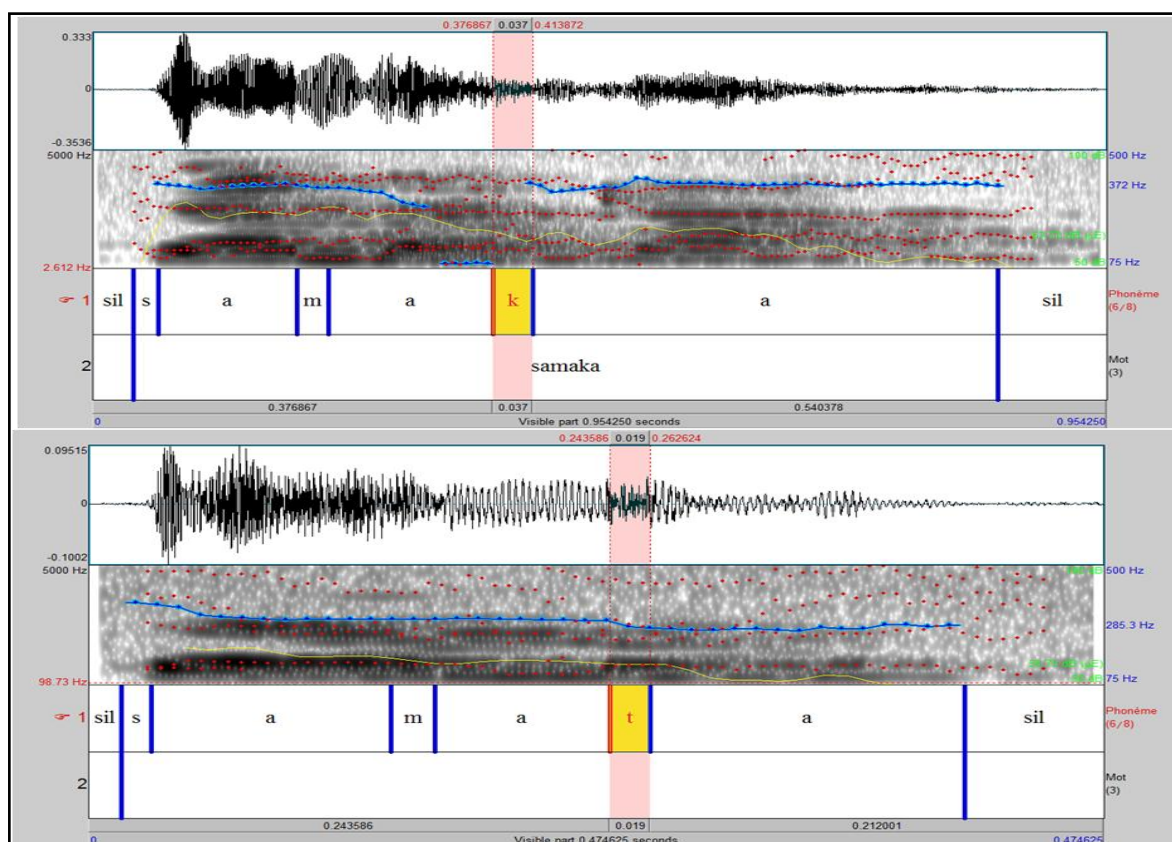 0.376867 0.037 0.413872
0.333
0
-0.3536
5000 Hz
100 dB 500 Hz
372 Hz
2.612 Hz
50 dB 75 Hz
1 sil s a m a k a sil Phonème (6/8)
2 samaka Mot (3)
0.376867 0.037 0.540378
0 Visible part 0.954250 seconds 0.954250
0.243586 0.019 0.262624
0.09515
0
-0.1002
5000 Hz
500 Hz
285.3 Hz
98.73 Hz
75 Hz
1 sil s a m a t a sil Phonème (6/8)
2 Mot (3)
0.243586 0.019 0.212001
0 Visible part 0.474625 seconds 0.474625